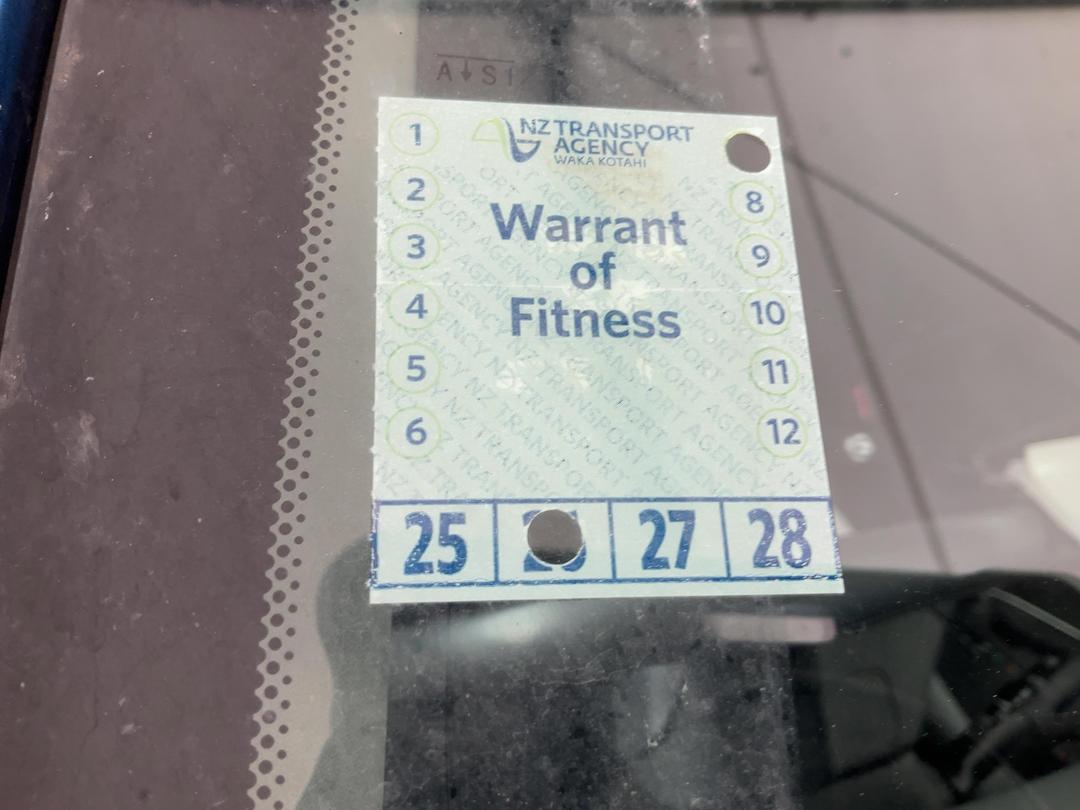 A↓S1
NZ TRANSPORT
AGENCY
WAKA KOTAHI
Warrant
of
Fitness
1
2
3
4
5
6
8
9
10
11
12
25
27
28